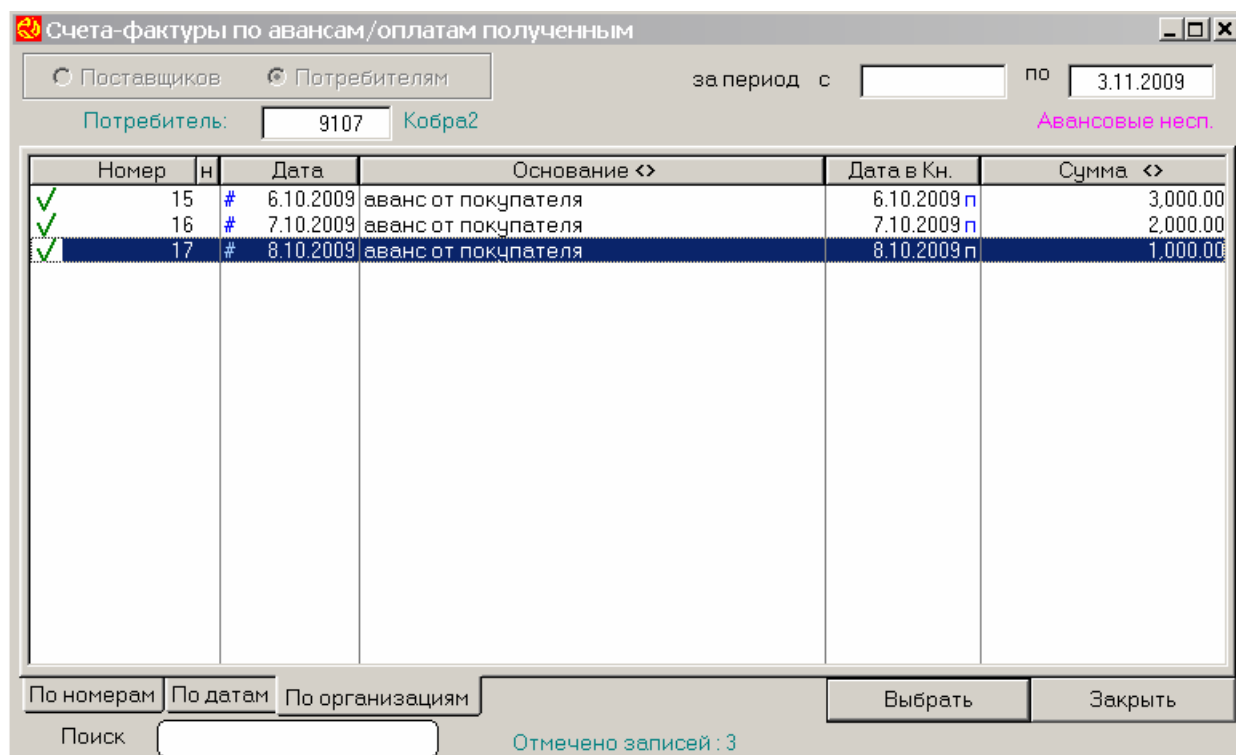 Счета-фактуры по авансам/оплатам полученным
Поставщиков Потребителям за период с по 3.11.2009
Потребитель: 9107 Кобра2 Авансовые несп.
Номер н Дата Основание <> Дата в Кн. Сумма <>
15 # 6.10.2009 аванс от покупателя 6.10.2009 п 3,000.00
16 # 7.10.2009 аванс от покупателя 7.10.2009 п 2,000.00
17 # 8.10.2009 аванс от покупателя 8.10.2009 п 1,000.00
По номерам По датам По организациям Выбрать Закрыть
Поиск Отмечено записей : 3